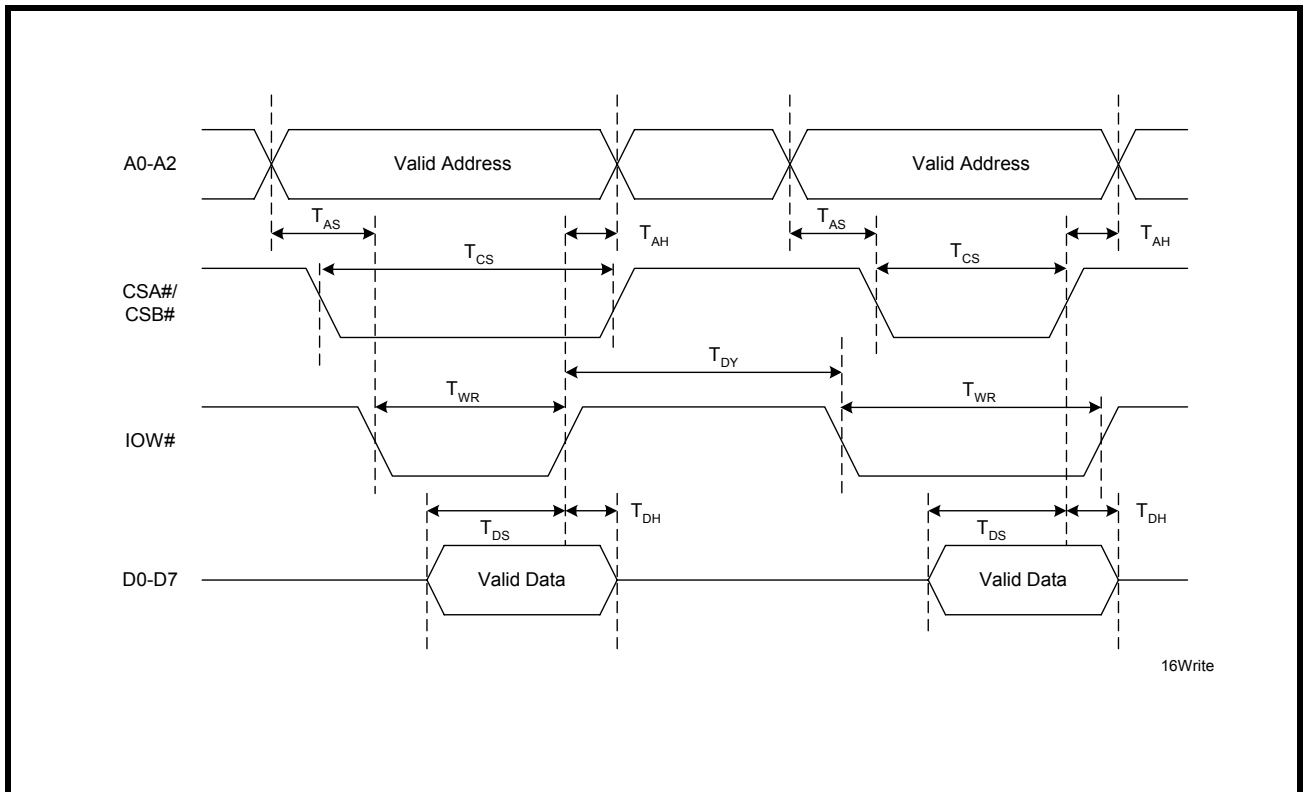 A0-A2
Valid Address
Valid Address
TAS
TAH
TAS
TAH
TCS
TCS
CSA#/
CSB#
TDY
TWR
TWR
IOW#
TDS
TDH
TDS
TDH
D0-D7
Valid Data
Valid Data
16Write